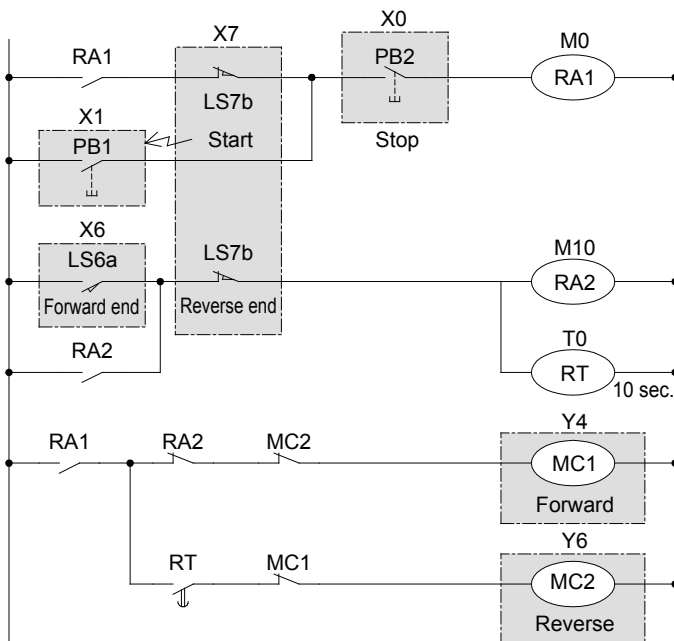 X7
X0
RA1
PB2
M0
RA1
LS7b
X1
PB1
Start
Stop
X6
LS6a
LS7b
M10
RA2
Forward end
Reverse end
RA2
T0
RT
10 sec.
RA1
RA2
MC2
Y4
MC1
Forward
RT
MC1
Y6
MC2
Reverse